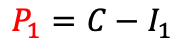 P₁ = C − I₁